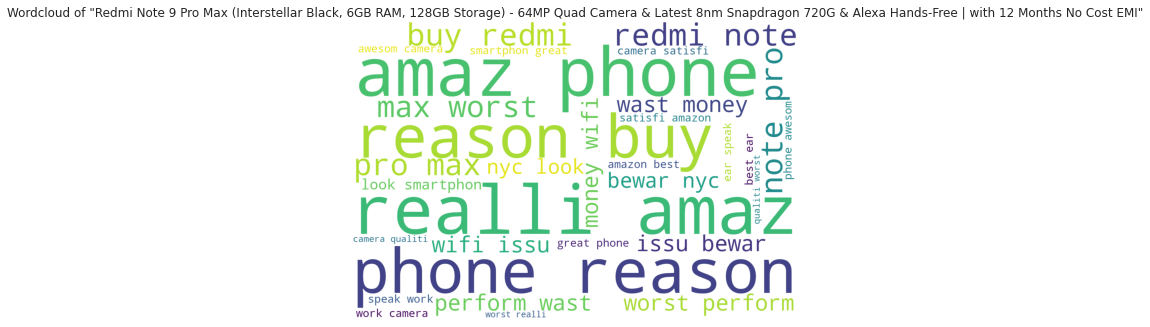 Wordcloud of "Redmi Note 9 Pro Max (Interstellar Black, 6GB RAM, 128GB Storage) - 64MP Quad Camera & Latest 8nm Snapdragon 720G & Alexa Hands-Free | with 12 Months No Cost EMI"
buy redmi
redmi note
awesom camera
smartphon great
camera satisfi
amaz phone
note pro
max worst
wast money
phone awesom
money wifi
satisfi amazon
reason buy
ear speak
best ear
qualiti worst
pro max
nyc look
amazon best
bewar nyc
look smartphon
realli amaz
camera qualiti
wifi issu
great phone
issu bewar
phone reason
speak work
perform wast
worst perform
work camera
worst realli